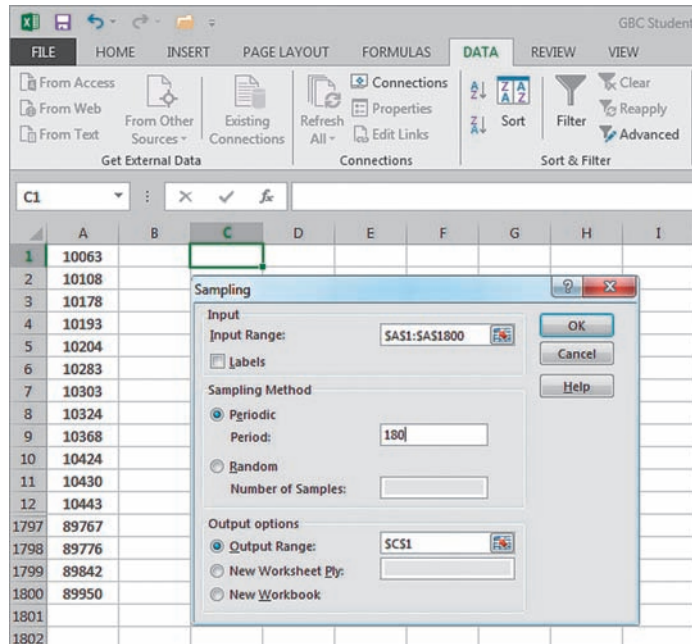 GBC Student
FILE HOME INSERT PAGE LAYOUT FORMULAS DATA REVIEW VIEW
From Access
From Web
From Text
From Other Sources
Existing Connections
Get External Data
Refresh All
Connections
Properties
Edit Links
Connections
A Z
Z A
Z A A Z
Sort
Filter
Clear
Reapply
Advanced
Sort & Filter
C1 fx
A B C D E F G H I
1 10063
2 10108
3 10178
4 10193
5 10204
6 10283
7 10303
8 10324
9 10368
10 10424
11 10430
12 10443
1797 89767
1798 89776
1799 89842
1800 89950
1801
1802
Sampling ?
Input
Input Range: $A$1:$A$1800
Labels
Sampling Method
Periodic
Period: 180
Random
Number of Samples:
Output options
Output Range: $C$1
New Worksheet Ply:
New Workbook
OK
Cancel
Help